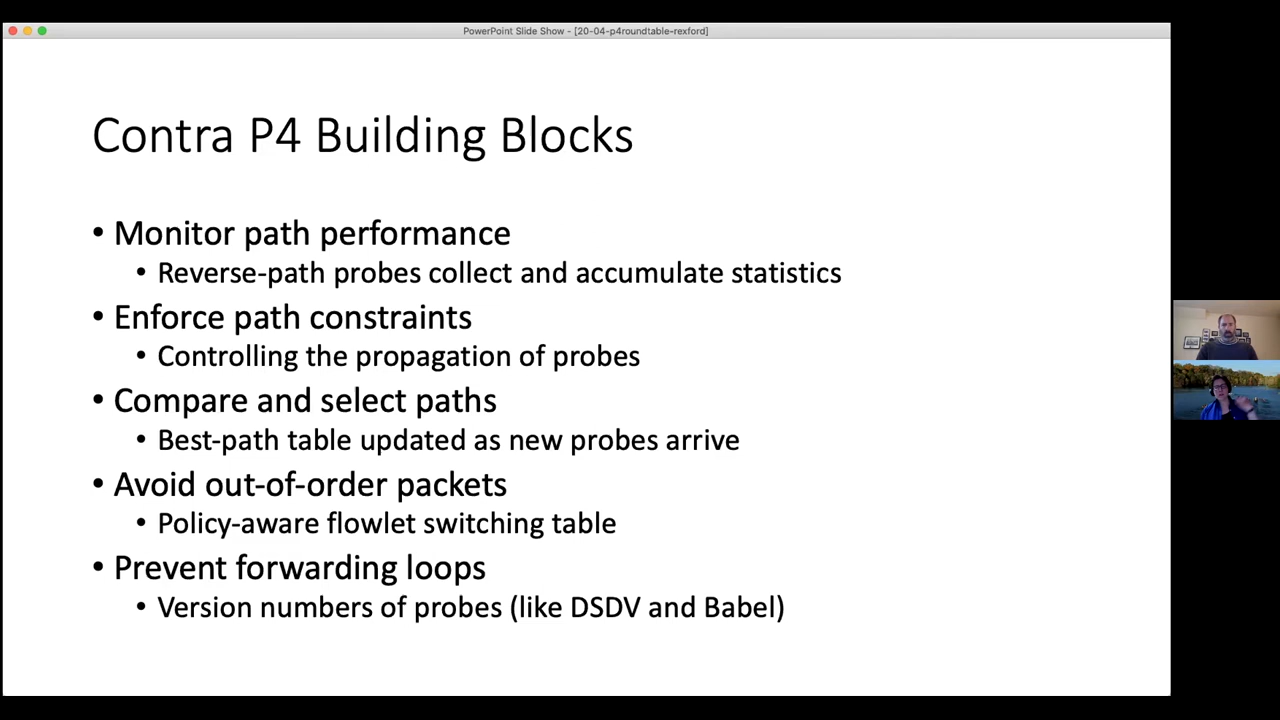 PowerPoint Slide Show - [20-04-p4roundtable-rexford]
Contra P4 Building Blocks
• Monitor path performance
• Reverse-path probes collect and accumulate statistics
• Enforce path constraints
• Controlling the propagation of probes
• Compare and select paths
• Best-path table updated as new probes arrive
• Avoid out-of-order packets
• Policy-aware flowlet switching table
• Prevent forwarding loops
• Version numbers of probes (like DSDV and Babel)